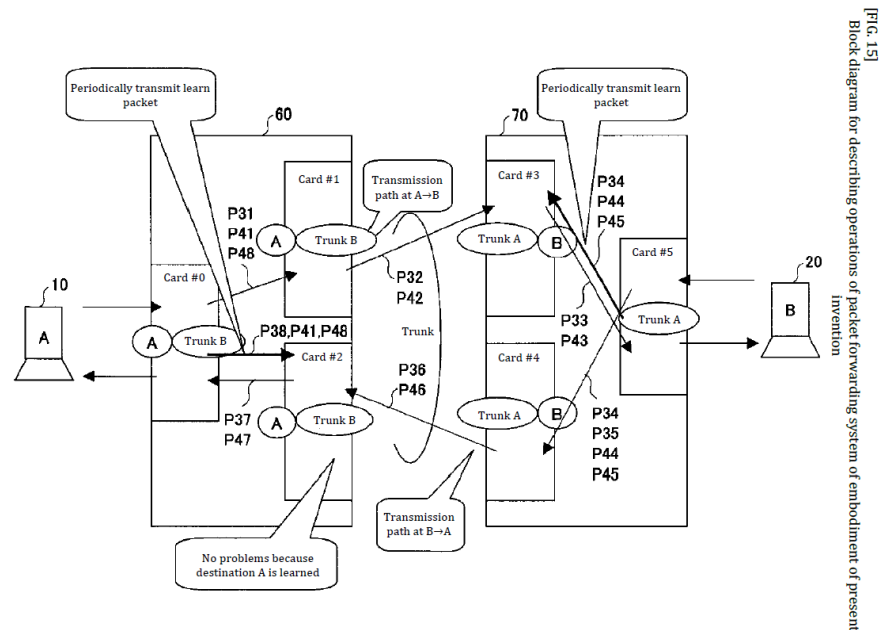 [FIG. 15]
Block diagram for describing operations of packet forwarding system of embodiment of present
invention
Periodically transmit learn
packet
60
Card #1
Transmission
path at A→B
P31
P41
P48
A
Trunk B
Card #0
10
A
A
Trunk B
P38,P41,P48
Card #2
P37
P47
A
Trunk B
No problems because
destination A is learned
P32
P42
Trunk
P36
P46
Transmission
path at B→A
Periodically transmit learn
packet
70
Card #3
P34
P44
P45
Trunk A
B
Card #5
P33
P43
Trunk A
Card #4
Trunk A
B
P34
P35
P44
P45
20
B